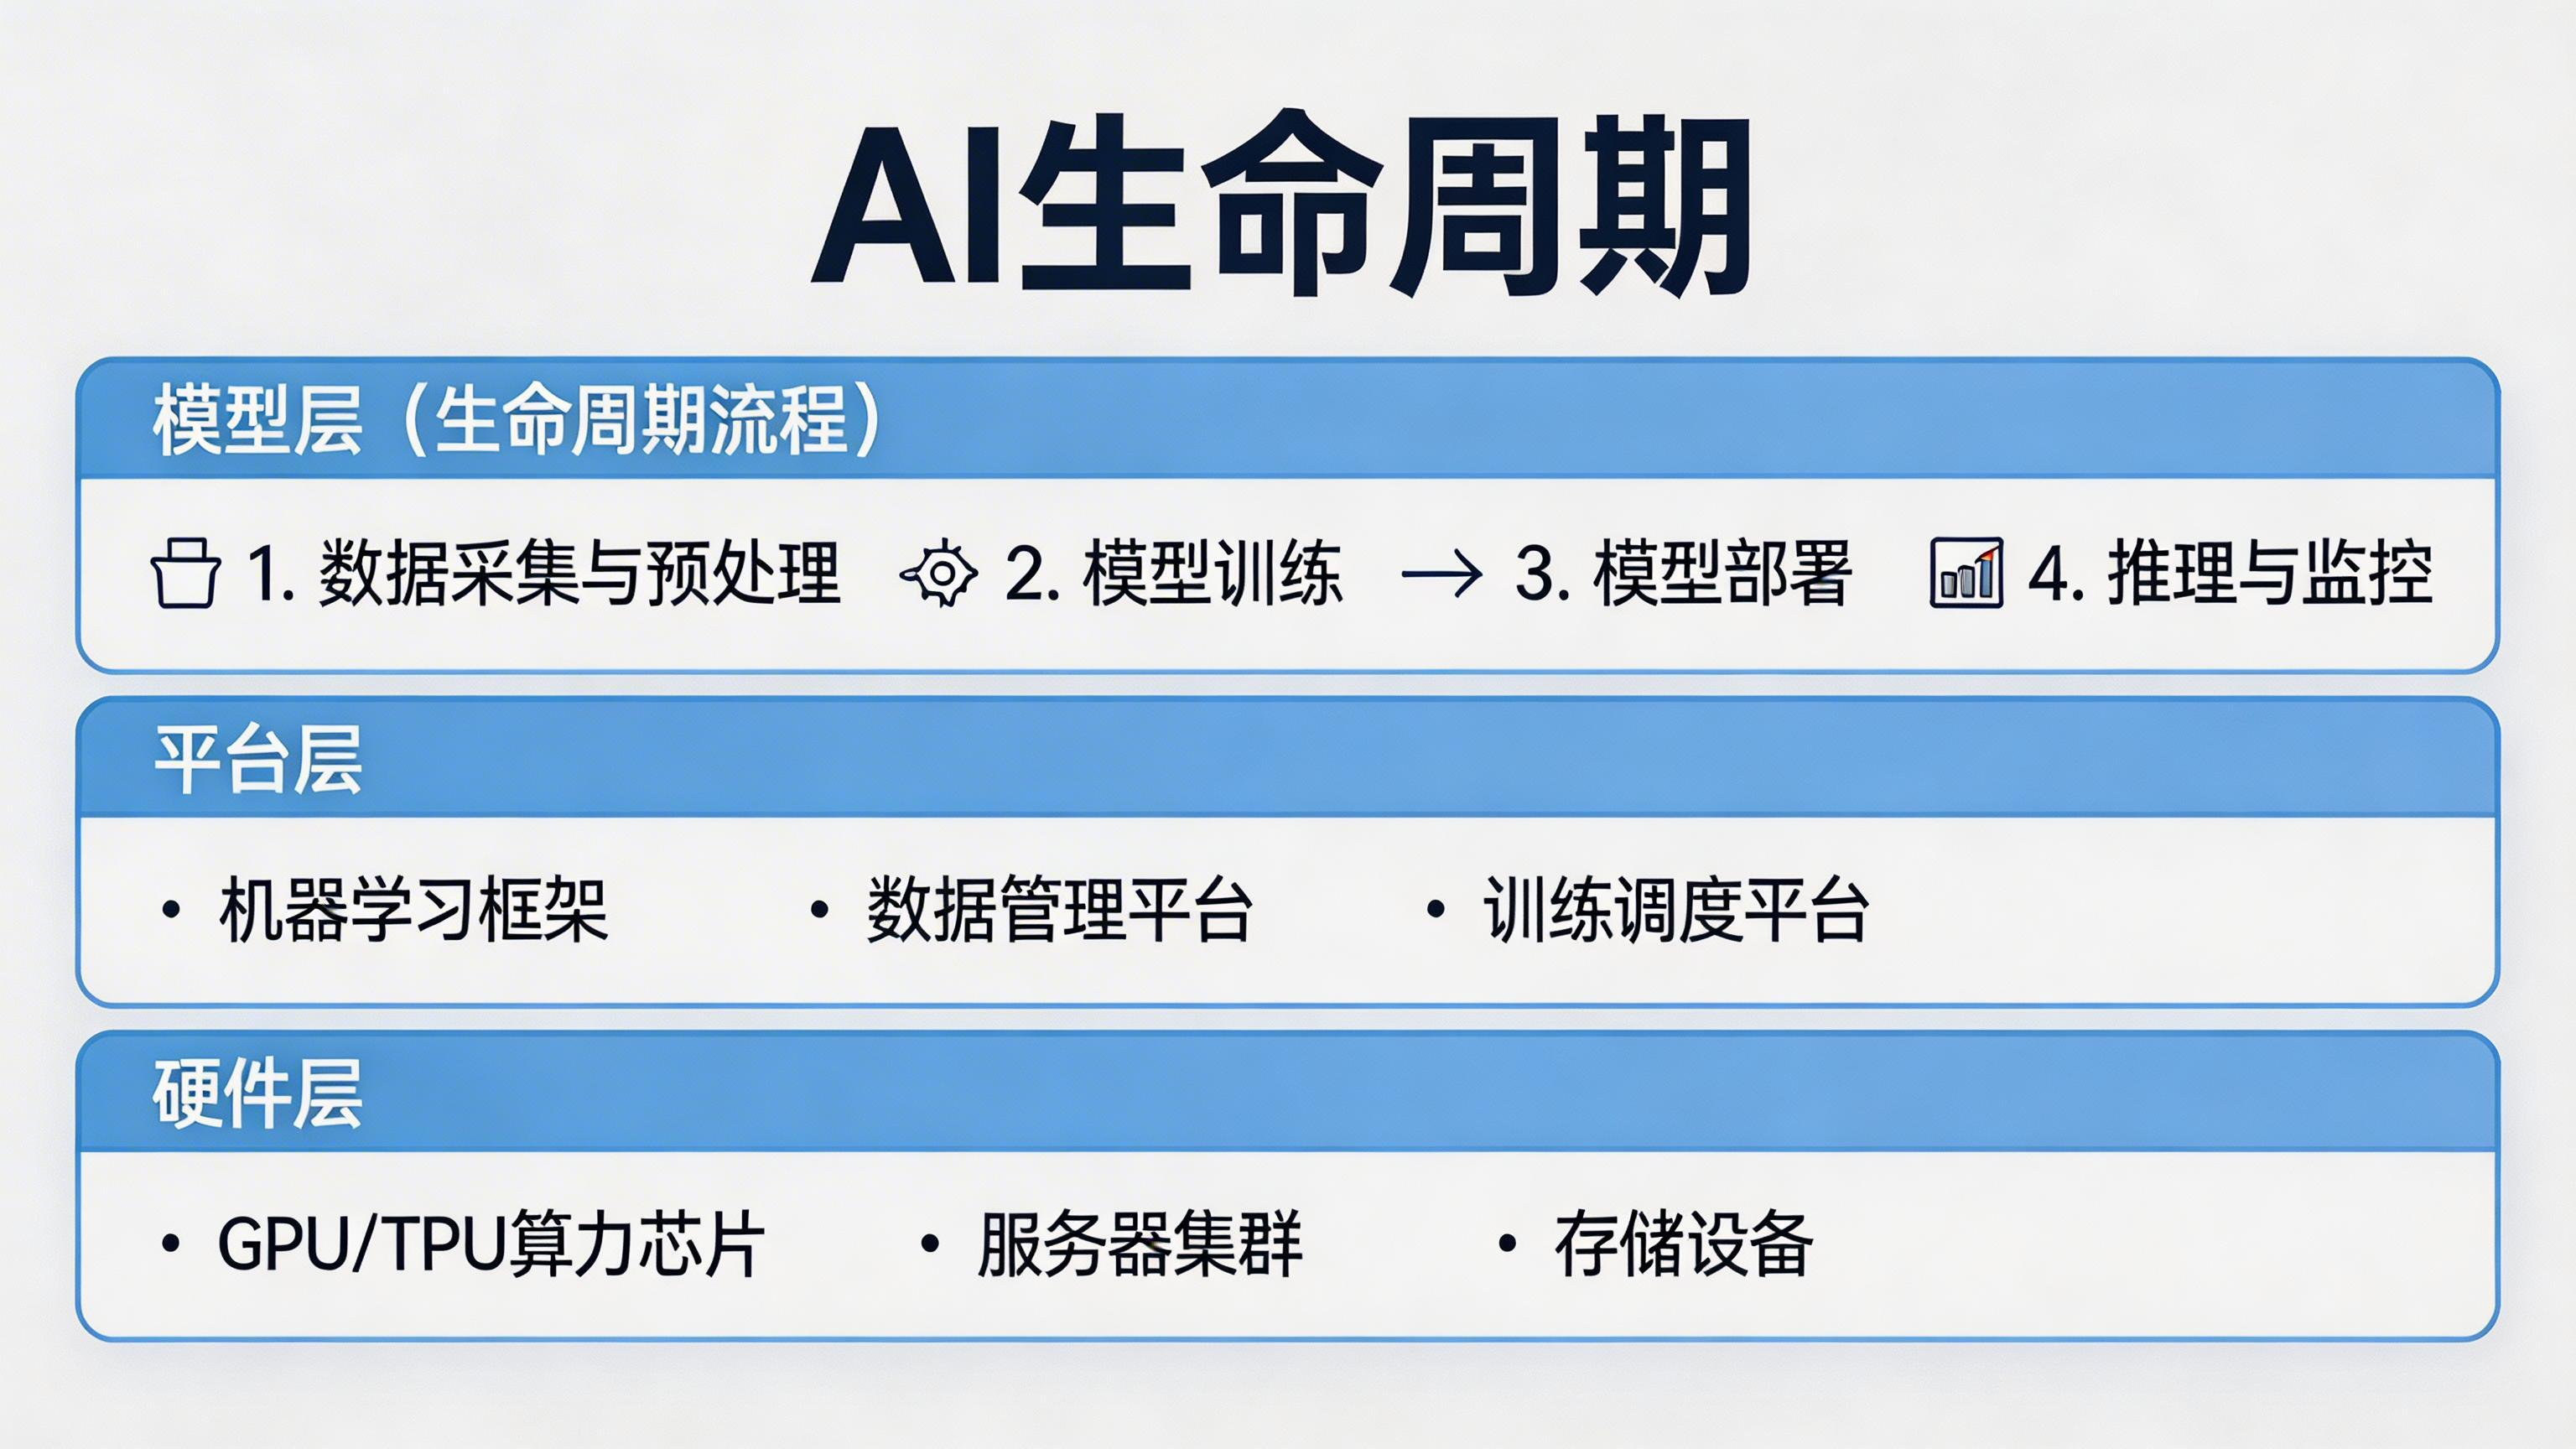 AI生命周期
模型层（生命周期流程）
1. 数据采集与预处理 2. 模型训练 → 3. 模型部署 4. 推理与监控
平台层
• 机器学习框架 • 数据管理平台 • 训练调度平台
硬件层
• GPU/TPU算力芯片 • 服务器集群 • 存储设备